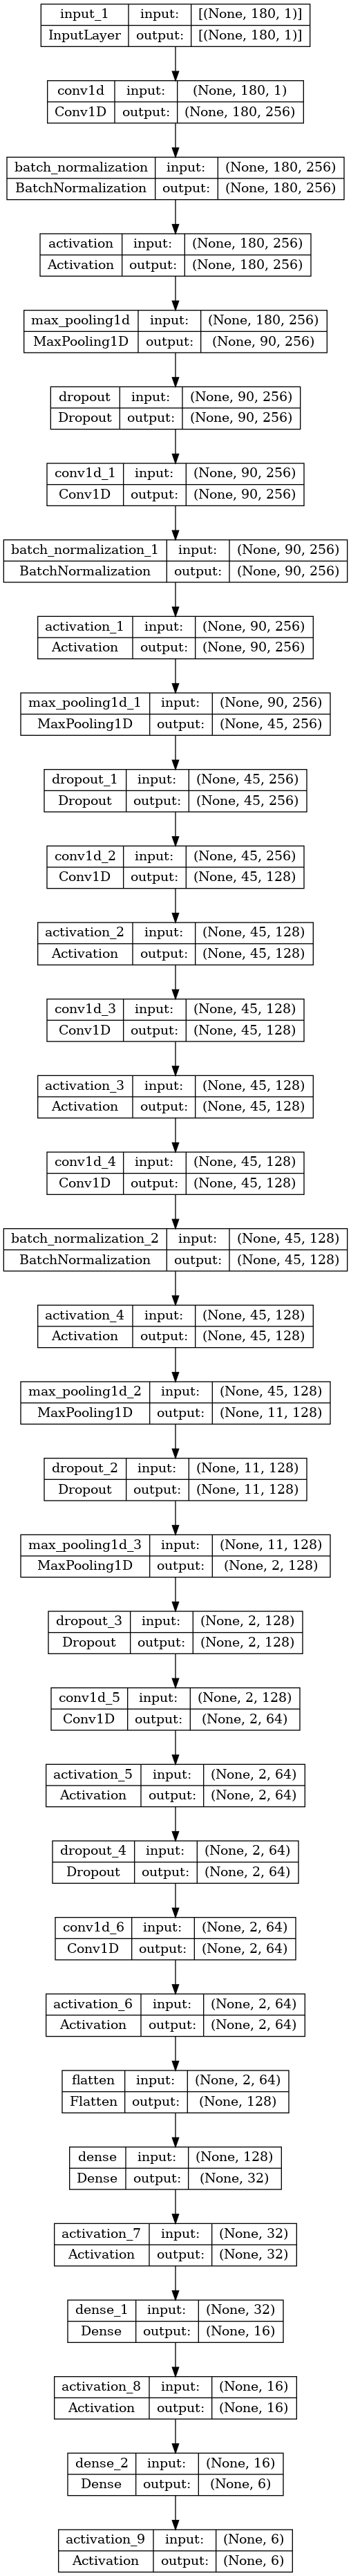 input_1 input: [(None, 180, 1)]
InputLayer output: [(None, 180, 1)]
conv1d input: (None, 180, 1)
Conv1D output: (None, 180, 256)
batch_normalization input: (None, 180, 256)
BatchNormalization output: (None, 180, 256)
activation input: (None, 180, 256)
Activation output: (None, 180, 256)
max_pooling1d input: (None, 180, 256)
MaxPooling1D output: (None, 90, 256)
dropout input: (None, 90, 256)
Dropout output: (None, 90, 256)
conv1d_1 input: (None, 90, 256)
Conv1D output: (None, 90, 256)
batch_normalization_1 input: (None, 90, 256)
BatchNormalization output: (None, 90, 256)
activation_1 input: (None, 90, 256)
Activation output: (None, 90, 256)
max_pooling1d_1 input: (None, 90, 256)
MaxPooling1D output: (None, 45, 256)
dropout_1 input: (None, 45, 256)
Dropout output: (None, 45, 256)
conv1d_2 input: (None, 45, 256)
Conv1D output: (None, 45, 128)
activation_2 input: (None, 45, 128)
Activation output: (None, 45, 128)
conv1d_3 input: (None, 45, 128)
Conv1D output: (None, 45, 128)
activation_3 input: (None, 45, 128)
Activation output: (None, 45, 128)
conv1d_4 input: (None, 45, 128)
Conv1D output: (None, 45, 128)
batch_normalization_2 input: (None, 45, 128)
BatchNormalization output: (None, 45, 128)
activation_4 input: (None, 45, 128)
Activation output: (None, 45, 128)
max_pooling1d_2 input: (None, 45, 128)
MaxPooling1D output: (None, 11, 128)
dropout_2 input: (None, 11, 128)
Dropout output: (None, 11, 128)
max_pooling1d_3 input: (None, 11, 128)
MaxPooling1D output: (None, 2, 128)
dropout_3 input: (None, 2, 128)
Dropout output: (None, 2, 128)
conv1d_5 input: (None, 2, 128)
Conv1D output: (None, 2, 64)
activation_5 input: (None, 2, 64)
Activation output: (None, 2, 64)
dropout_4 input: (None, 2, 64)
Dropout output: (None, 2, 64)
conv1d_6 input: (None, 2, 64)
Conv1D output: (None, 2, 64)
activation_6 input: (None, 2, 64)
Activation output: (None, 2, 64)
flatten input: (None, 2, 64)
Flatten output: (None, 128)
dense input: (None, 128)
Dense output: (None, 32)
activation_7 input: (None, 32)
Activation output: (None, 32)
dense_1 input: (None, 32)
Dense output: (None, 16)
activation_8 input: (None, 16)
Activation output: (None, 16)
dense_2 input: (None, 16)
Dense output: (None, 6)
activation_9 input: (None, 6)
Activation output: (None, 6)